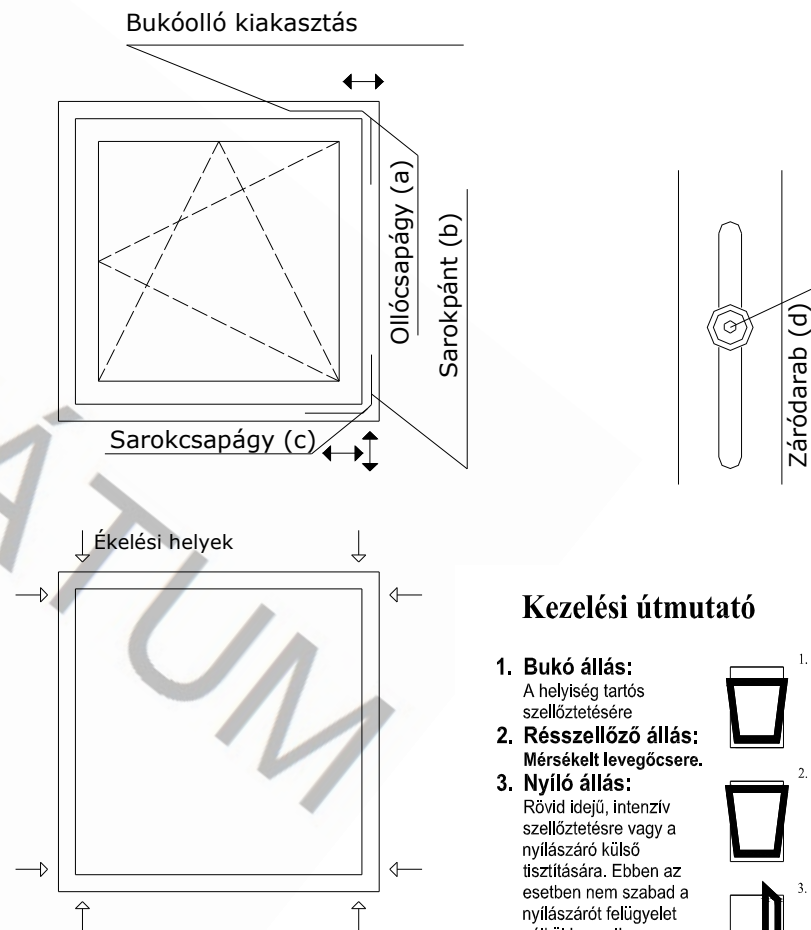 Bukóolló kiakasztás
Ollócsapágy (a)
Sarokpánt (b)
Záródarab (d)
Sarokcsapágy (c)
Ékelési helyek
ÁTUM
Kezelési útmutató
1. Bukó állás:
A helyiség tartós
szellőztetésére
2. Résszellőző állás:
Mérsékelt levegőcsere.
3. Nyíló állás:
Rövid idejű, intenzív
szellőztetésre vagy a
nyílászáró külső
tisztítására. Ebben az
esetben nem szabad a
nyílászárót felügyelet
1.
2.
3.